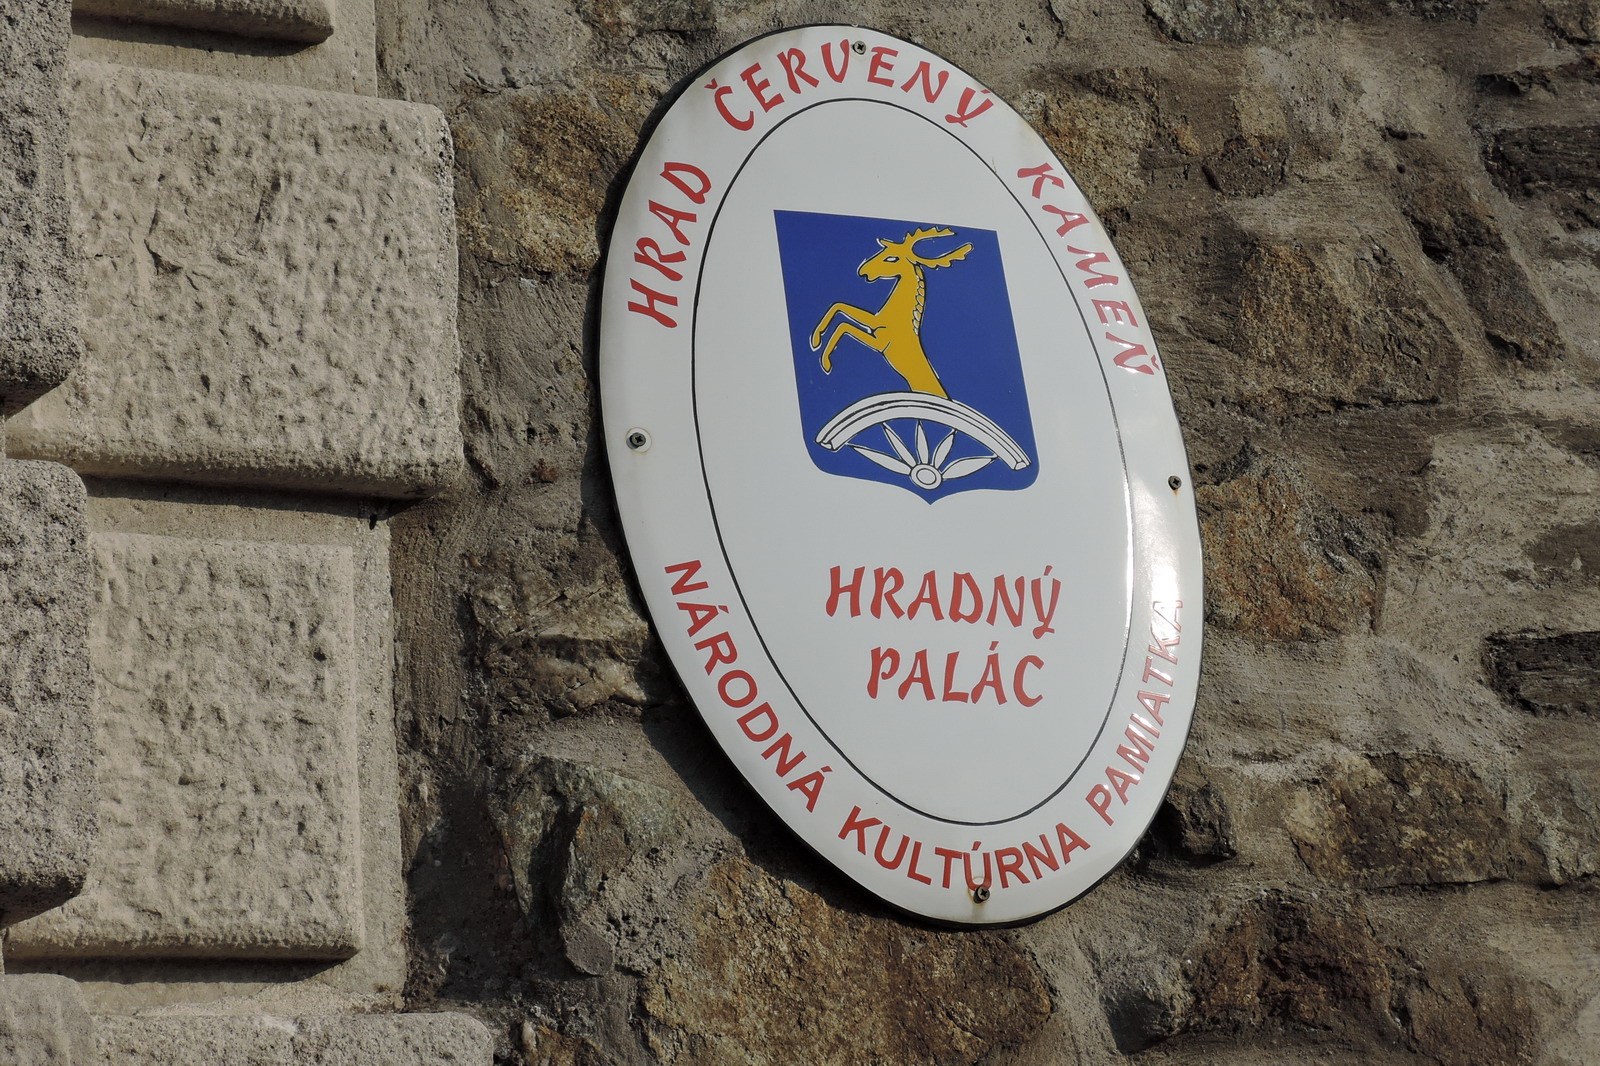 HRAD ČERVENÝ KAMEŇ
HRADNÝ
PALÁC
NÁRODNÁ KULTÚRNA PAMIATKA